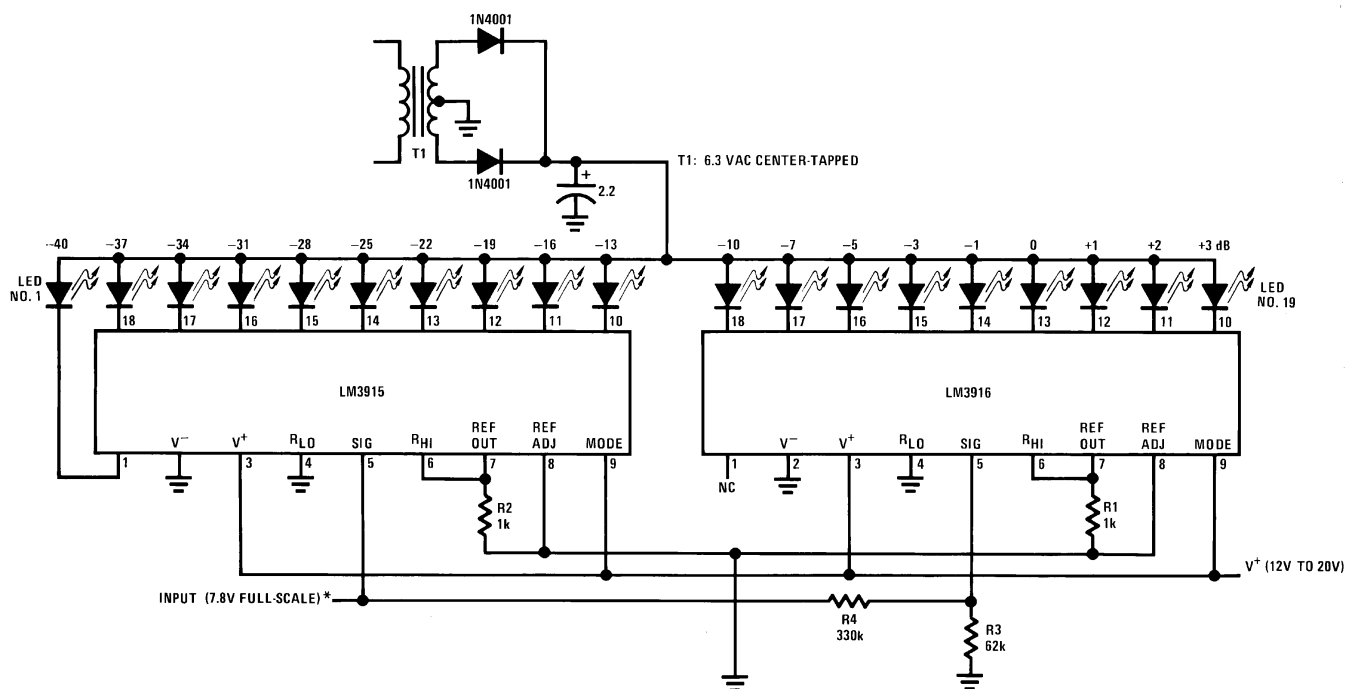 1N4001
T1
1N4001
+
2.2
T1: 6.3 VAC CENTER-TAPPED
−40 −37 −34 −31 −28 −25 −22 −19 −16 −13 −10 −7 −5 −3 −1 0 +1 +2 +3 dB
LED
NO. 1
LED
NO. 19
18 17 16 15 14 13 12 11 10 18 17 16 15 14 13 12 11 10
LM3915
LM3916
V− V+ RLO SIG RHI REF OUT REF ADJ MODE
V− V+ RLO SIG RHI REF OUT REF ADJ MODE
1 3 4 5 6 7 8 9
1 2 3 4 5 6 7 8 9
NC
R2
1k
R1
1k
V+ (12V TO 20V)
INPUT (7.8V FULL-SCALE)*
R4
330k
R3
62k